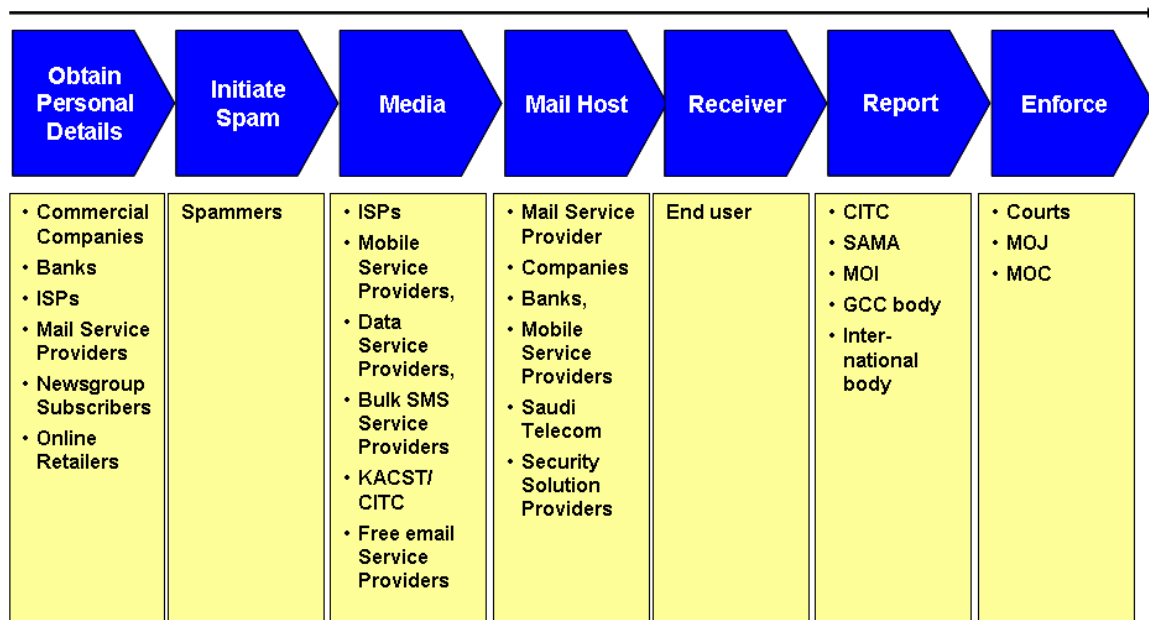 Obtain
Personal
Details
Initiate
Spam
Media
Mail Host
Receiver
Report
Enforce
• Commercial
Companies
• Banks
• ISPs
• Mail Service
Providers
• Newsgroup
Subscribers
• Online
Retailers
Spammers
• ISPs
• Mobile
Service
Providers,
• Data
Service
Providers,
• Bulk SMS
Service
Providers
• KACST/
CITC
• Free email
Service
Providers
• Mail Service
Provider
• Companies
• Banks,
• Mobile
Service
Providers
• Saudi
Telecom
• Security
Solution
Providers
End user
• CITC
• SAMA
• MOI
• GCC body
• Inter-
national
body
• Courts
• MOJ
• MOC